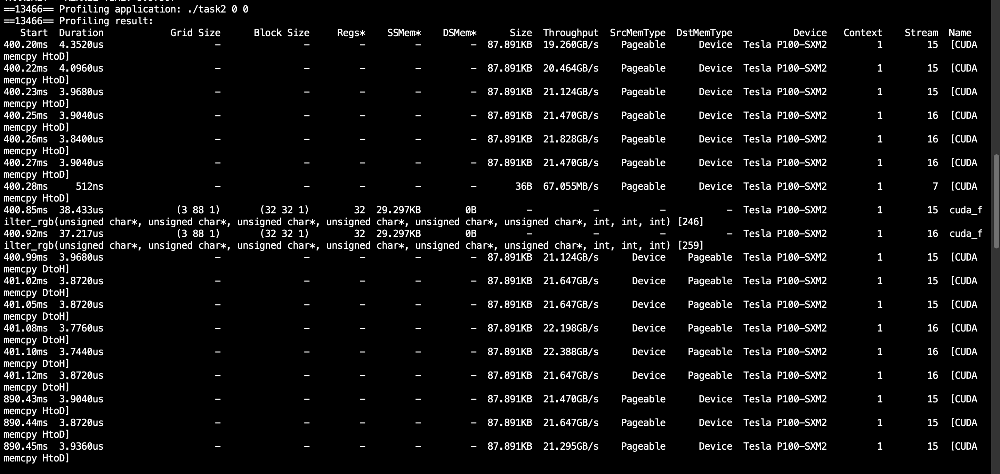 ==13466== Profiling application: ./task2 0 0
==13466== Profiling result:
Start Duration Grid Size Block Size Regs* SSMem* DSMem* Size Throughput SrcMemType DstMemType Device Context Stream Name
400.20ms 4.3520us - - - - - 87.891KB 19.260GB/s Pageable Device Tesla P100-SXM2 1 15 [CUDA
memcpy HtoD]
400.22ms 4.0960us - - - - - 87.891KB 20.464GB/s Pageable Device Tesla P100-SXM2 1 15 [CUDA
memcpy HtoD]
400.23ms 3.9680us - - - - - 87.891KB 21.124GB/s Pageable Device Tesla P100-SXM2 1 15 [CUDA
memcpy HtoD]
400.25ms 3.9040us - - - - - 87.891KB 21.470GB/s Pageable Device Tesla P100-SXM2 1 16 [CUDA
memcpy HtoD]
400.26ms 3.8400us - - - - - 87.891KB 21.828GB/s Pageable Device Tesla P100-SXM2 1 16 [CUDA
memcpy HtoD]
400.27ms 3.9040us - - - - - 87.891KB 21.470GB/s Pageable Device Tesla P100-SXM2 1 16 [CUDA
memcpy HtoD]
400.28ms 512ns - - - - - 36B 67.055MB/s Pageable Device Tesla P100-SXM2 1 7 [CUDA
memcpy HtoD]
400.85ms 38.433us (3 88 1) (32 32 1) 32 29.297KB 0B - - - - Tesla P100-SXM2 1 15 cuda_f
ilter_rgb(unsigned char*, unsigned char*, unsigned char*, unsigned char*, unsigned char*, unsigned char*, int, int, int) [246]
400.92ms 37.217us (3 88 1) (32 32 1) 32 29.297KB 0B - - - - Tesla P100-SXM2 1 16 cuda_f
ilter_rgb(unsigned char*, unsigned char*, unsigned char*, unsigned char*, unsigned char*, unsigned char*, int, int, int) [259]
400.99ms 3.9680us - - - - - 87.891KB 21.124GB/s Device Pageable Tesla P100-SXM2 1 15 [CUDA
memcpy DtoH]
401.02ms 3.8720us - - - - - 87.891KB 21.647GB/s Device Pageable Tesla P100-SXM2 1 15 [CUDA
memcpy DtoH]
401.05ms 3.8720us - - - - - 87.891KB 21.647GB/s Device Pageable Tesla P100-SXM2 1 15 [CUDA
memcpy DtoH]
401.08ms 3.7760us - - - - - 87.891KB 22.198GB/s Device Pageable Tesla P100-SXM2 1 16 [CUDA
memcpy DtoH]
401.10ms 3.7440us - - - - - 87.891KB 22.388GB/s Device Pageable Tesla P100-SXM2 1 16 [CUDA
memcpy DtoH]
401.12ms 3.8720us - - - - - 87.891KB 21.647GB/s Device Pageable Tesla P100-SXM2 1 16 [CUDA
memcpy DtoH]
890.43ms 3.9040us - - - - - 87.891KB 21.470GB/s Pageable Device Tesla P100-SXM2 1 15 [CUDA
memcpy HtoD]
890.44ms 3.8720us - - - - - 87.891KB 21.647GB/s Pageable Device Tesla P100-SXM2 1 15 [CUDA
memcpy HtoD]
890.45ms 3.9360us - - - - - 87.891KB 21.295GB/s Pageable Device Tesla P100-SXM2 1 15 [CUDA
memcpy HtoD]